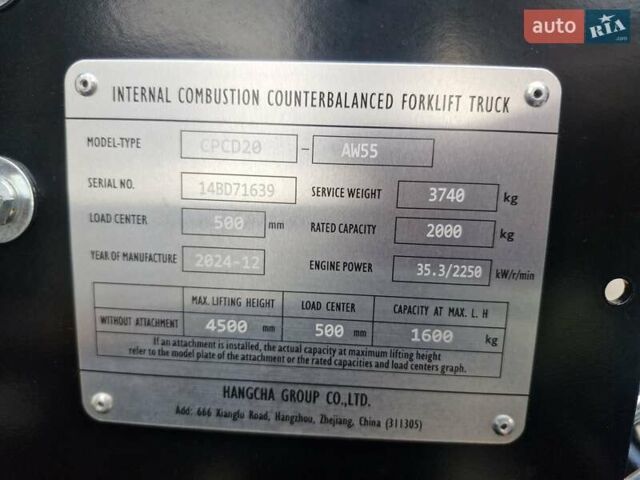 auto RIA .com
INTERNAL COMBUSTION COUNTERBALANCED FORKLIFT TRUCK
MODEL-TYPE CPCD20 - AW55
SERIAL NO. 14BD71639 SERVICE WEIGHT 3740 kg
LOAD CENTER 500 mm RATED CAPACITY 2000 kg
YEAR OF MANUFACTURE 2024-12 ENGINE POWER 35.3/2250 kW/r/min
MAX. LIFTING HEIGHT LOAD CENTER CAPACITY AT MAX. L. H
WITHOUT ATTACHMENT 4500 mm 500 mm 1600 kg
If an attachment is installed, the actual capacity at maximum lifting height
refer to the model plate of the attachment or the rated capacities and load centers graph.
HANGCHA GROUP CO.,LTD.
Add: 666 Xianglu Road, Hangzhou, Zhejiang, China (311305)